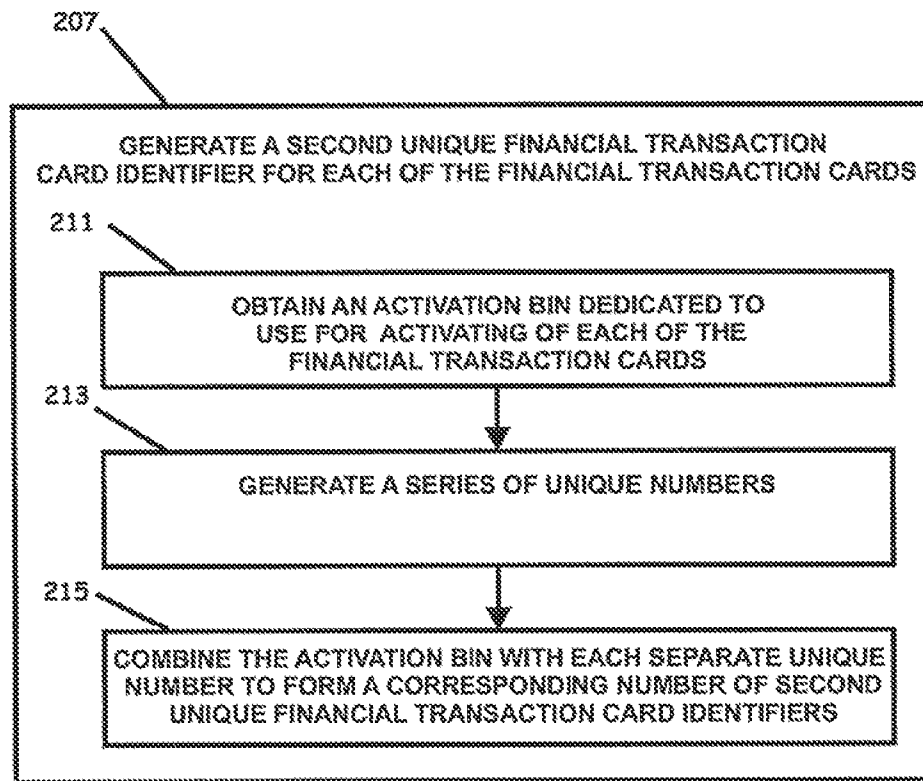 207
GENERATE A SECOND UNIQUE FINANCIAL TRANSACTION
CARD IDENTIFIER FOR EACH OF THE FINANCIAL TRANSACTION CARDS
211
OBTAIN AN ACTIVATION BIN DEDICATED TO
USE FOR ACTIVATING OF EACH OF THE
FINANCIAL TRANSACTION CARDS
213
GENERATE A SERIES OF UNIQUE NUMBERS
215
COMBINE THE ACTIVATION BIN WITH EACH SEPARATE UNIQUE
NUMBER TO FORM A CORRESPONDING NUMBER OF SECOND
UNIQUE FINANCIAL TRANSACTION CARD IDENTIFIERS